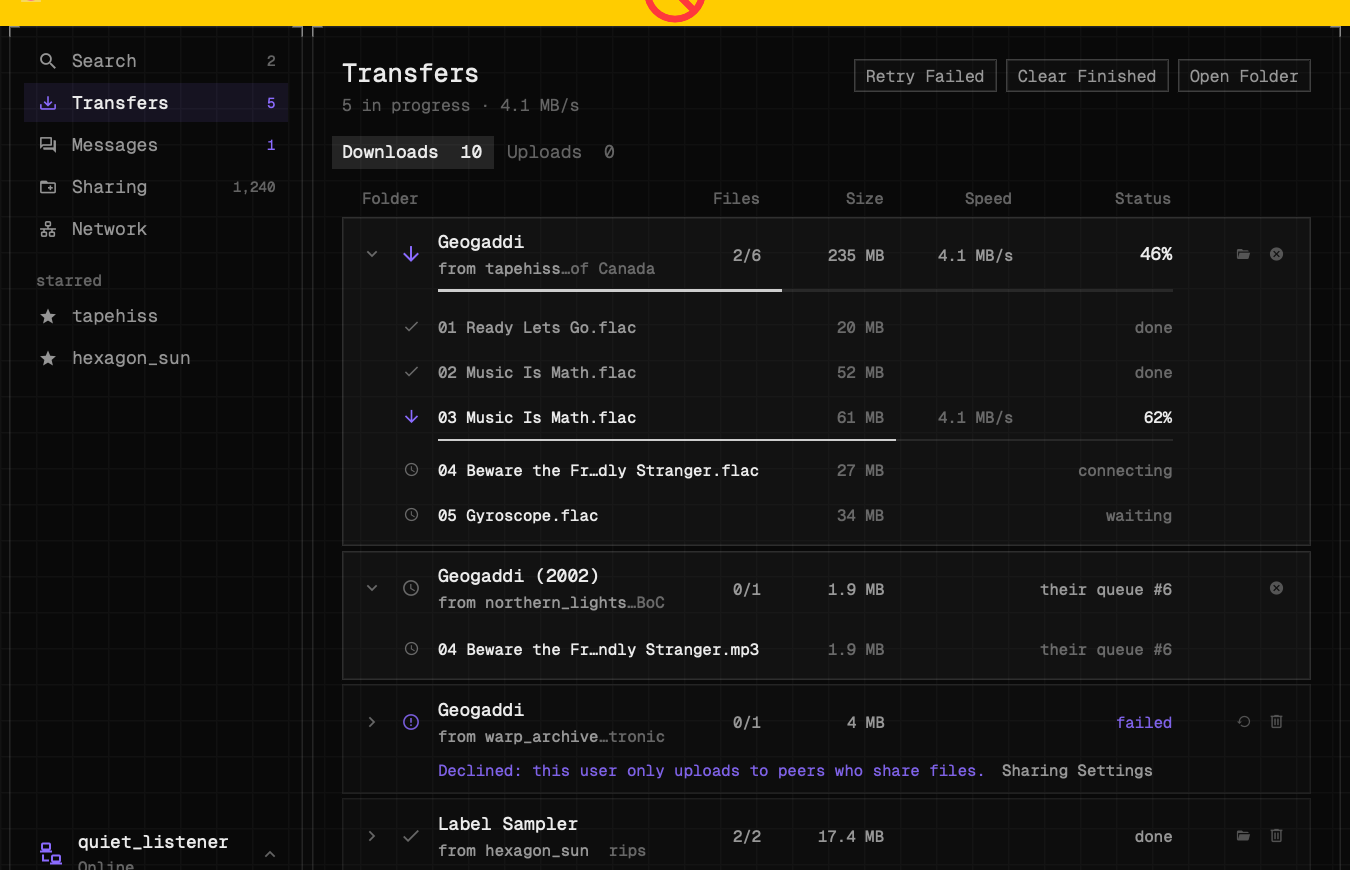 Search 2
Transfers 5
Messages 1
Sharing 1,240
Network
starred
tapehiss
hexagon_sun
quiet_listener
Online
Transfers
5 in progress · 4.1 MB/s
Retry Failed Clear Finished Open Folder
Downloads 10 Uploads 0
Folder Files Size Speed Status
Geogaddi 2/6 235 MB 4.1 MB/s 46%
from tapehiss…of Canada
01 Ready Lets Go.flac 20 MB done
02 Music Is Math.flac 52 MB done
03 Music Is Math.flac 61 MB 4.1 MB/s 62%
04 Beware the Fr…dly Stranger.flac 27 MB connecting
05 Gyroscope.flac 34 MB waiting
Geogaddi (2002) 0/1 1.9 MB their queue #6
from northern_lights…BoC
04 Beware the Fr…ndly Stranger.mp3 1.9 MB their queue #6
Geogaddi 0/1 4 MB failed
from warp_archive…tronic
Declined: this user only uploads to peers who share files. Sharing Settings
Label Sampler 2/2 17.4 MB done
from hexagon_sun rips